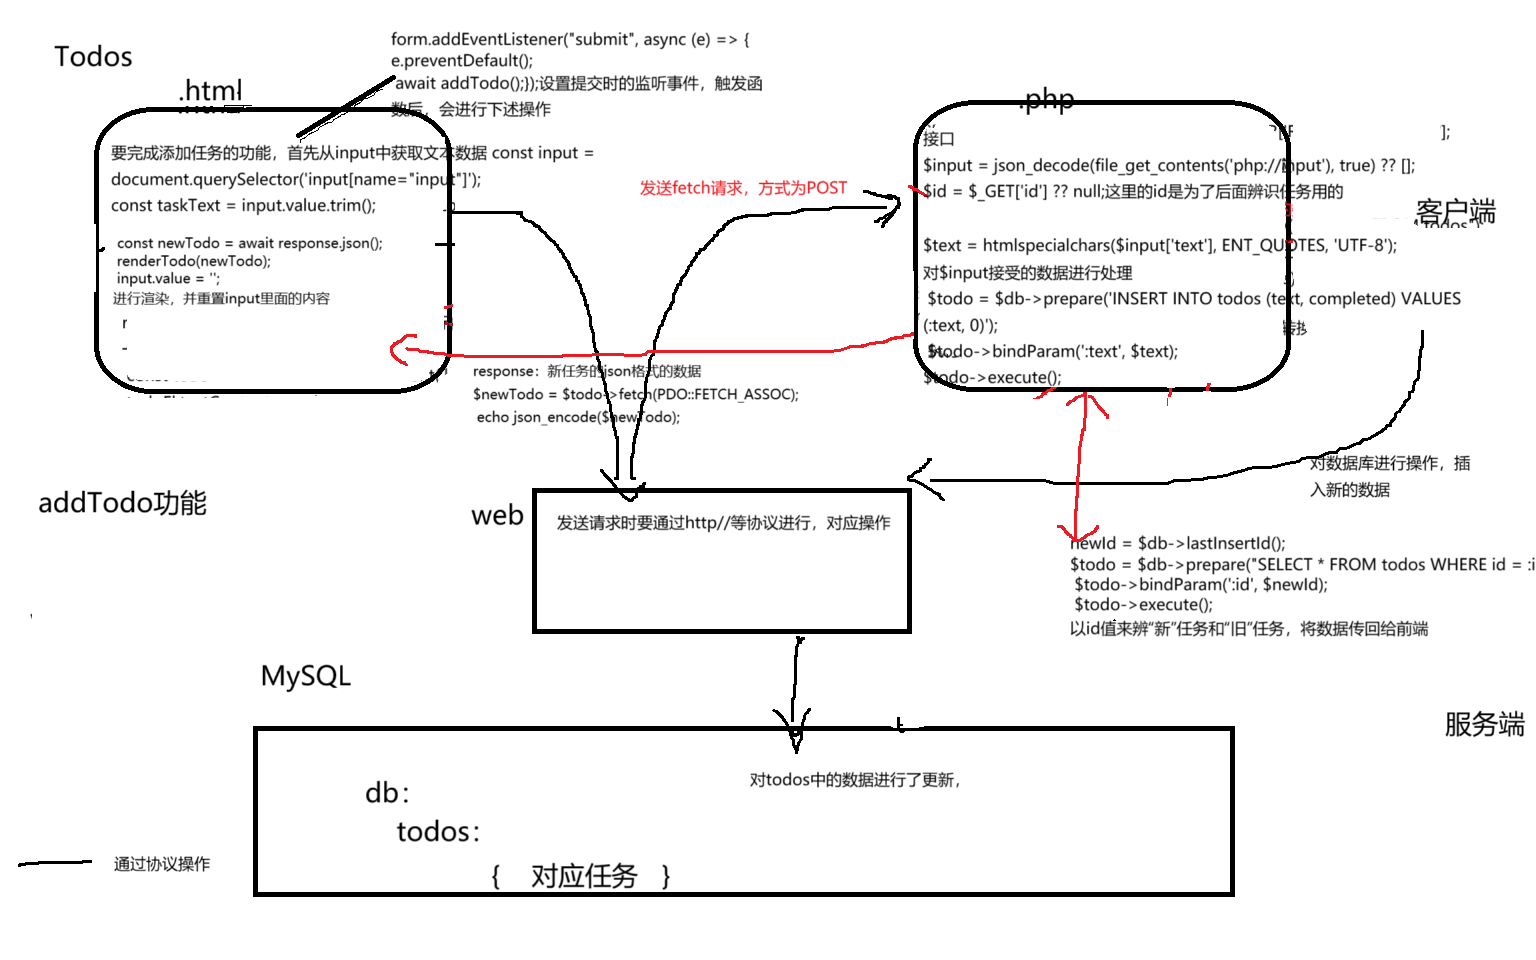 Todos
.html
form.addEventListener("submit", async (e) => {
e.preventDefault();
await addTodo();});设置提交时的监听事件，触发函
数后，会进行下述操作
要完成添加任务的功能，首先从input中获取文本数据 const input =
document.querySelector('input[name="input"]');
const taskText = input.value.trim();
const newTodo = await response.json();
renderTodo(newTodo);
input.value = '';
进行渲染，并重置input里面的内容
发送fetch请求，方式为POST
.php
];
接口
$input = json_decode(file_get_contents('php://input'), true) ?? [];
$id = $_GET['id'] ?? null;这里的id是为了后面辨识任务用的
客户端
$text = htmlspecialchars($input['text'], ENT_QUOTES, 'UTF-8');
对$input接受的数据进行处理
$todo = $db->prepare('INSERT INTO todos (text, completed) VALUES
(:text, 0)');
$todo->bindParam(':text', $text);
$todo->execute();
response：新任务的json格式的数据
$newTodo = $todo->fetch(PDO::FETCH_ASSOC);
echo json_encode($newTodo);
对数据库进行操作，插
入新的数据
addTodo功能
web
发送请求时要通过http//等协议进行，对应操作
newId = $db->lastInsertId();
$todo = $db->prepare("SELECT * FROM todos WHERE id = :i
$todo->bindParam(':id', $newId);
$todo->execute();
以id值来辨“新”任务和“旧”任务，将数据传回给前端
MySQL
服务端
对todos中的数据进行了更新，
db：
todos：
{ 对应任务 }
通过协议操作